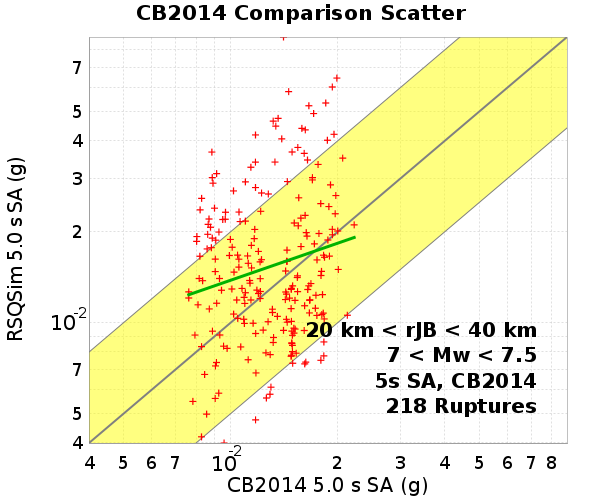 CB2014 Comparison Scatter
7
5
4
3
2
10-2
7
5
4
RSQSim 5.0 s SA (g)
20 km < rJB < 40 km
7 < Mw < 7.5
5s SA, CB2014
218 Ruptures
4 5 6 7 10-2 2 3 4 5 6 7 8
CB2014 5.0 s SA (g)